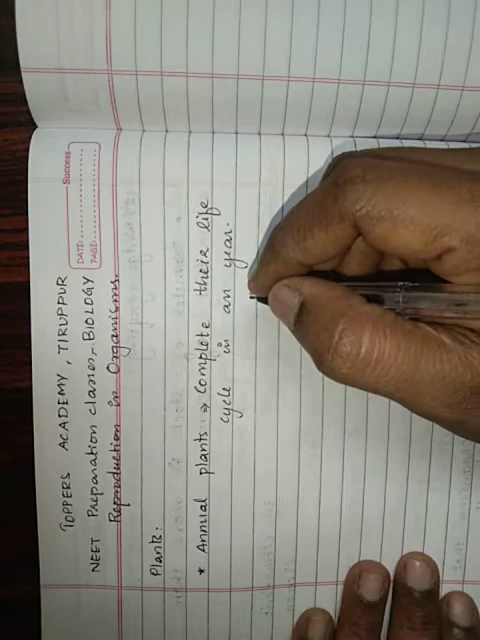 Success
DATE:
PAGE:
TOPPERS ACADEMY, TIRUPPUR
NEET Preparation classes - BIOLOGY
Reproduction in Organisms.
Plants.
* Annual plants → Complete their life
cycle in an year.